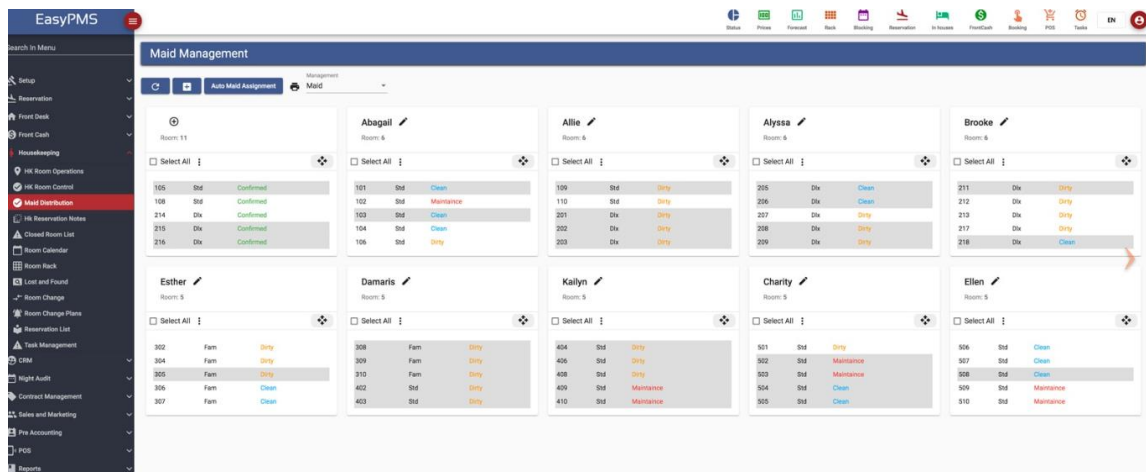 EasyPMS
Status Prices Forecast Rack Blocking Reservation In houses FrontCash Booking POS Tasks EN
Search In Menu
Maid Management
Setup
Reservation
Front Desk
Front Cash
Housekeeping
HK Room Operations
HK Room Control
Maid Distribution
Hk Reservation Notes
Closed Room List
Room Calendar
Room Rack
Lost and Found
Room Change
Room Change Plans
Reservation List
Task Management
CRM
Night Audit
Contract Management
Sales and Marketing
Pre Accounting
POS
Reports
Auto Maid Assignment
Management
Maid
Room: 11
Select All
105 Std Confirmed
108 Std Confirmed
214 Dlx Confirmed
215 Dlx Confirmed
216 Dlx Confirmed
Abagail
Room: 6
Select All
101 Std Clean
102 Std Maintaince
103 Std Clean
104 Std Clean
106 Std Dirty
Allie
Room: 6
Select All
109 Std Dirty
110 Std Dirty
201 Dlx Dirty
202 Dlx Dirty
203 Dlx Dirty
Alyssa
Room: 6
Select All
205 Dlx Clean
206 Dlx Clean
207 Dlx Dirty
208 Dlx Dirty
209 Dlx Dirty
Brooke
Room: 6
Select All
211 Dlx Dirty
212 Dlx Dirty
213 Dlx Dirty
217 Dlx Dirty
218 Dlx Clean
Esther
Room: 5
Select All
302 Fam Dirty
304 Fam Dirty
305 Fam Dirty
306 Fam Clean
307 Fam Clean
Damaris
Room: 5
Select All
308 Fam Dirty
309 Fam Dirty
310 Fam Dirty
402 Std Dirty
403 Std Dirty
Kailyn
Room: 5
Select All
404 Std Dirty
406 Std Dirty
408 Std Dirty
409 Std Maintaince
410 Std Maintaince
Charity
Room: 5
Select All
501 Std Dirty
502 Std Maintaince
503 Std Maintaince
504 Std Clean
505 Std Clean
Ellen
Room: 5
Select All
506 Std Clean
507 Std Clean
508 Std Clean
509 Std Maintaince
510 Std Maintaince